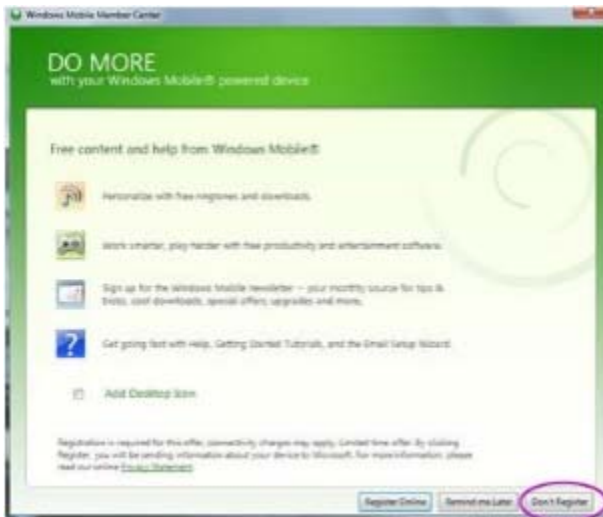 Windows Mobile Member Center
DO MORE
with your Windows Mobile® powered device
Free content and help from Windows Mobile®
Personalize with free ringtones and downloads.
Work smarter, play harder with free productivity and entertainment software.
Sign up for the Windows Mobile newsletter — your monthly source for tips &
tricks, cool downloads, special offers, upgrades and more.
?
Get going fast with Help, Getting Started Tutorials, and the Email Setup Wizard.
Add Desktop Icon
Registration is required for this offer, connectivity charges may apply. Limited time offer. By clicking
Register, you will be sending information about your device to Microsoft. For more information, please
read our online Privacy Statement
Register Online
Remind me Later
Don't Register